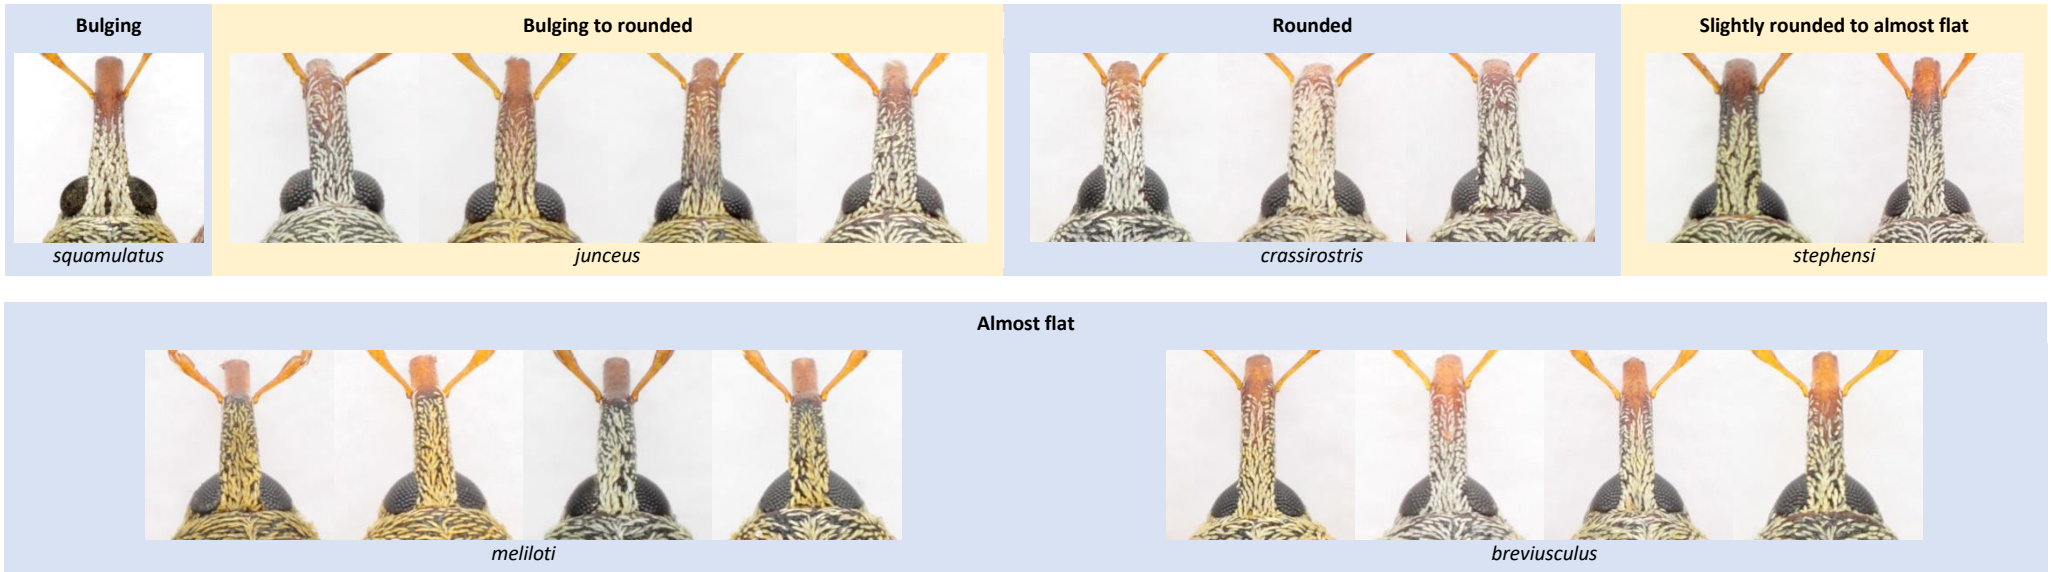 Bulging
Bulging to rounded
Rounded
Slightly rounded to almost flat
squamulatus
junceus
crassirostris
stephensi
Almost flat
meliloti
breviusculus